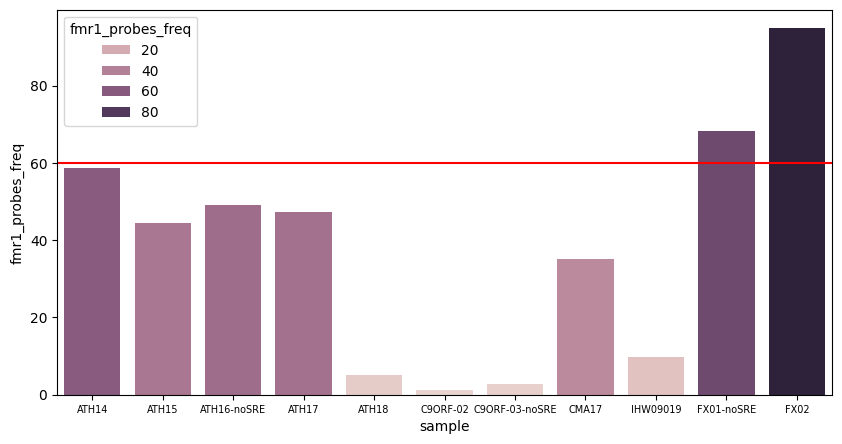 fmr1_probes_freq
20
40
60
80
fmr1_probes_freq
80
60
40
20
0
ATH14 ATH15 ATH16-noSRE ATH17 ATH18 C9ORF-02 C9ORF-03-noSRE CMA17 IHW09019 FX01-noSRE FX02
sample